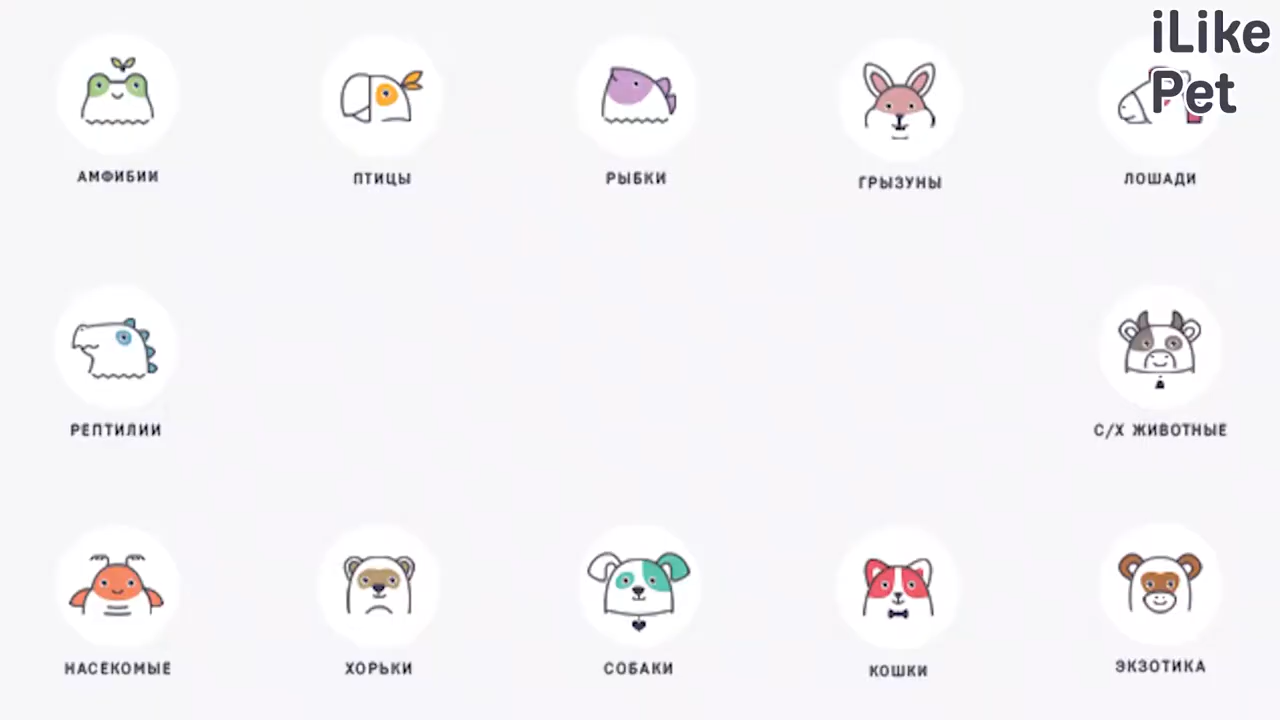 iLike
Pet
АМФИБИИ
ПТИЦЫ
РЫБКИ
ГРЫЗУНЫ
ЛОШАДИ
РЕПТИЛИИ
С/Х ЖИВОТНЫЕ
НАСЕКОМЫЕ
ХОРЬКИ
СОБАКИ
КОШКИ
ЭКЗОТИКА